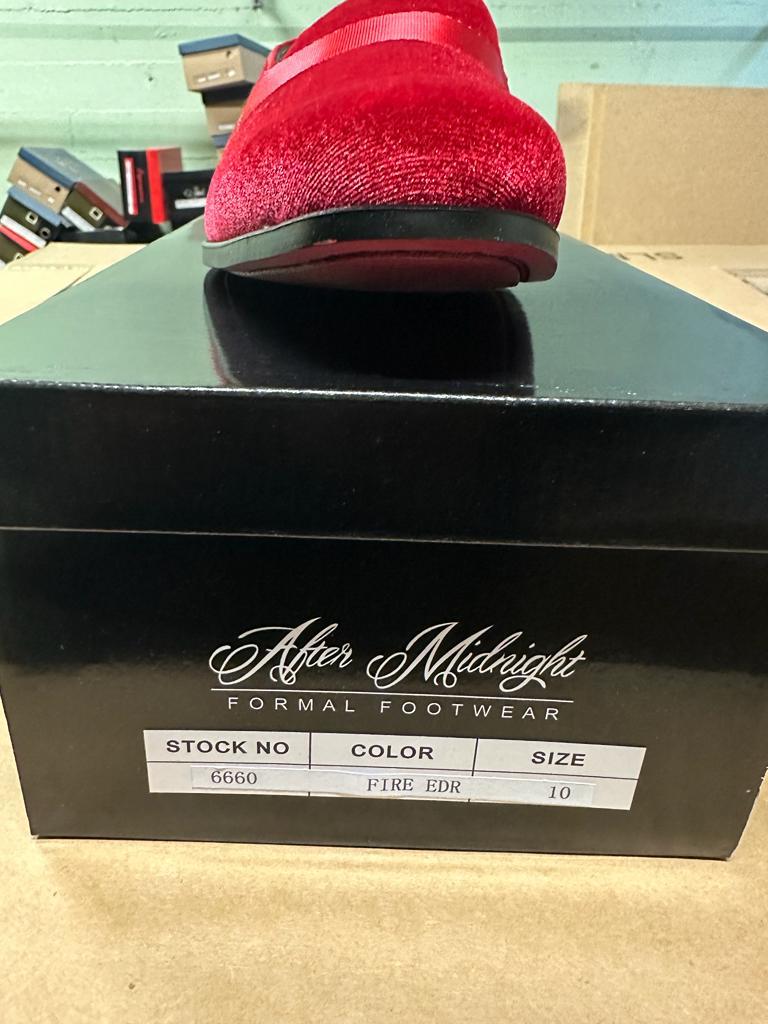 After Midnight
FORMAL FOOTWEAR
STOCK NO COLOR SIZE
6660 FIRE EDR 10